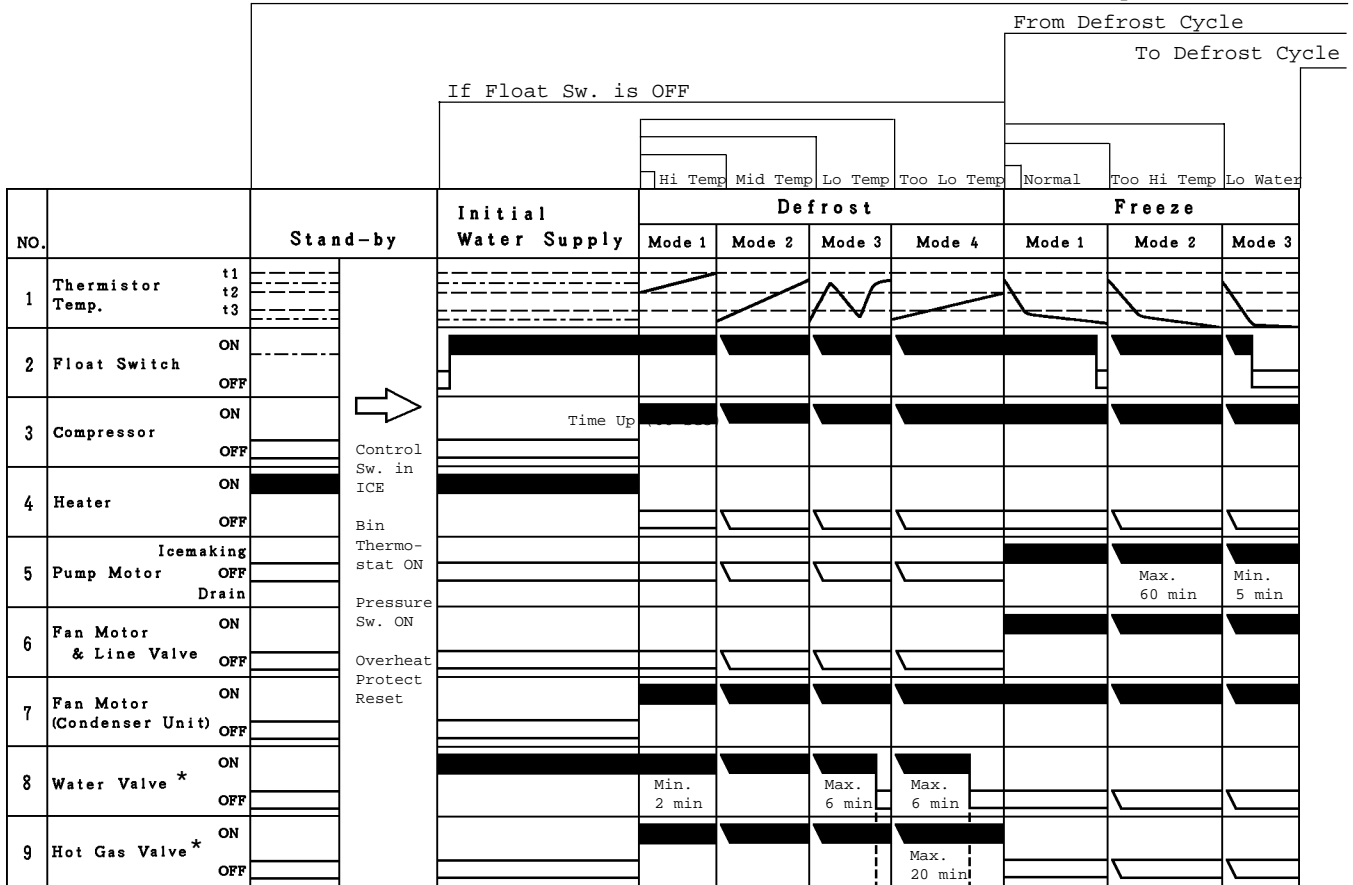 From Defrost Cycle
To Defrost Cycle
If Float Sw. is OFF
Hi Temp Mid Temp Lo Temp Too Lo Temp Normal Too Hi Temp Lo Water
NO. Stand-by Initial Water Supply Defrost Freeze
Mode 1 Mode 2 Mode 3 Mode 4 Mode 1 Mode 2 Mode 3
1 Thermistor Temp. t1 t2 t3
2 Float Switch ON OFF
3 Compressor ON OFF
Time Up
4 Heater ON OFF
5 Pump Motor Icemaking OFF Drain
Max. 60 min
Min. 5 min
6 Fan Motor & Line Valve ON OFF
7 Fan Motor (Condenser Unit) ON OFF
8 Water Valve * ON OFF
Min. 2 min
Max. 6 min
Max. 6 min
9 Hot Gas Valve * ON OFF
Max. 20 min
Control
Sw. in
ICE
Bin
Thermo-
stat ON
Pressure
Sw. ON
Overheat
Protect
Reset